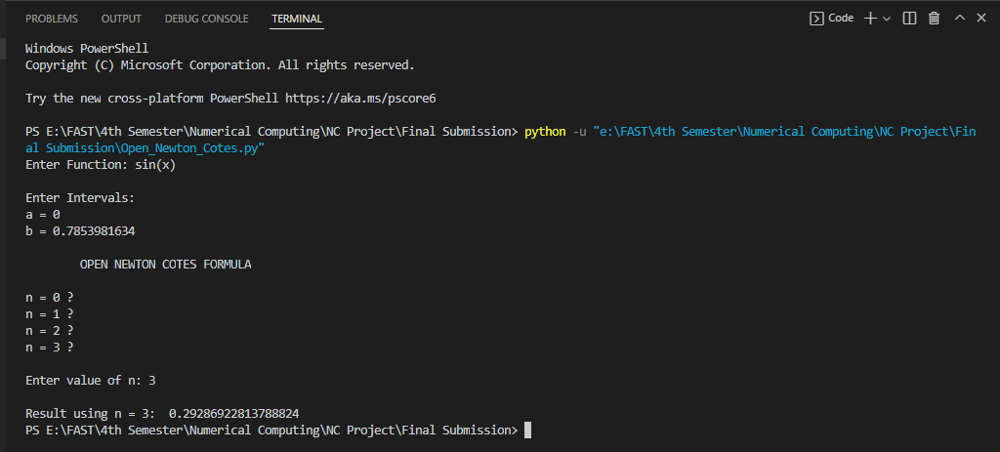 PROBLEMS OUTPUT DEBUG CONSOLE TERMINAL Code
Windows PowerShell
Copyright (C) Microsoft Corporation. All rights reserved.
Try the new cross-platform PowerShell https://aka.ms/pscore6
PS E:\FAST\4th Semester\Numerical Computing\NC Project\Final Submission> python -u "e:\FAST\4th Semester\Numerical Computing\NC Project\Fin
al Submission\Open_Newton_Cotes.py"
Enter Function: sin(x)
Enter Intervals:
a = 0
b = 0.7853981634
OPEN NEWTON COTES FORMULA
n = 0 ?
n = 1 ?
n = 2 ?
n = 3 ?
Enter value of n: 3
Result using n = 3:  0.29286922813788824
PS E:\FAST\4th Semester\Numerical Computing\NC Project\Final Submission>